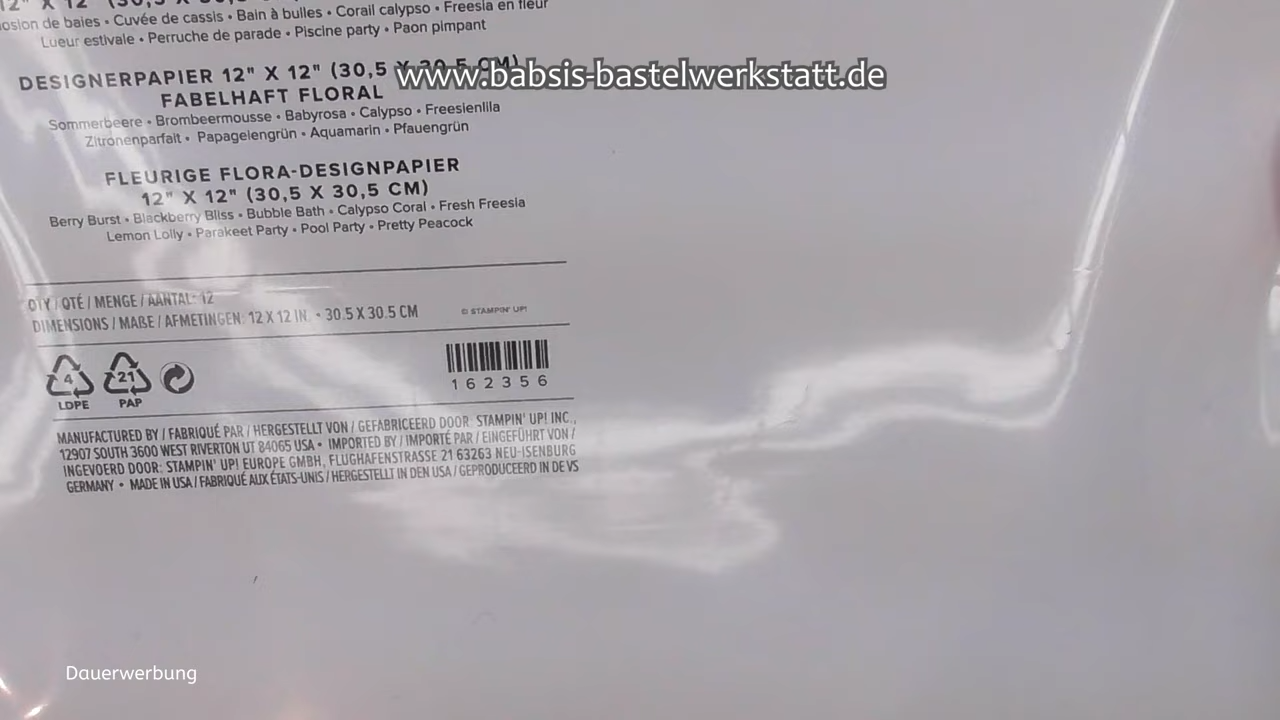 12" X 12" (30,5 X 30,5
osion de baies • Cuvée de cassis • Bain à bulles • Corail calypso • Freesia en fleur
Lueur estivale • Perruche de parade • Piscine party • Paon pimpant
DESIGNERPAPIER 12" X 12" (30,5 X 30,5 CM)
www.babsis-bastelwerkstatt.de
FABELHAFT FLORAL
Sommerbeere • Brombeermousse • Babyrosa • Calypso • Freesienlila
Zitronenparfait • Papageiengrün • Aquamarin • Pfauengrün
FLEURIGE FLORA-DESIGNPAPIER
12" X 12" (30,5 X 30,5 CM)
Berry Burst • Blackberry Bliss • Bubble Bath • Calypso Coral • Fresh Freesia
Lemon Lolly • Parakeet Party • Pool Party • Pretty Peacock
QTY / QTÉ / MENGE / AANTAL: 12
DIMENSIONS / MAßE / AFMETINGEN: 12 X 12 IN. • 30.5 X 30.5 CM
© STAMPIN' UP!
4
21
LDPE
PAP
162356
MANUFACTURED BY / FABRIQUÉ PAR / HERGESTELLT VON / GEFABRICEERD DOOR: STAMPIN' UP! INC.,
12907 SOUTH 3600 WEST RIVERTON UT 84065 USA • IMPORTED BY / IMPORTÉ PAR / EINGEFÜHRT VON /
INGEVOERD DOOR: STAMPIN' UP! EUROPE GMBH, FLUGHAFENSTRASSE 21 63263 NEU-ISENBURG
GERMANY • MADE IN USA / FABRIQUÉ AUX ÉTATS-UNIS / HERGESTELLT IN DEN USA / GEPRODUCEERD IN DE VS
Dauerwerbung